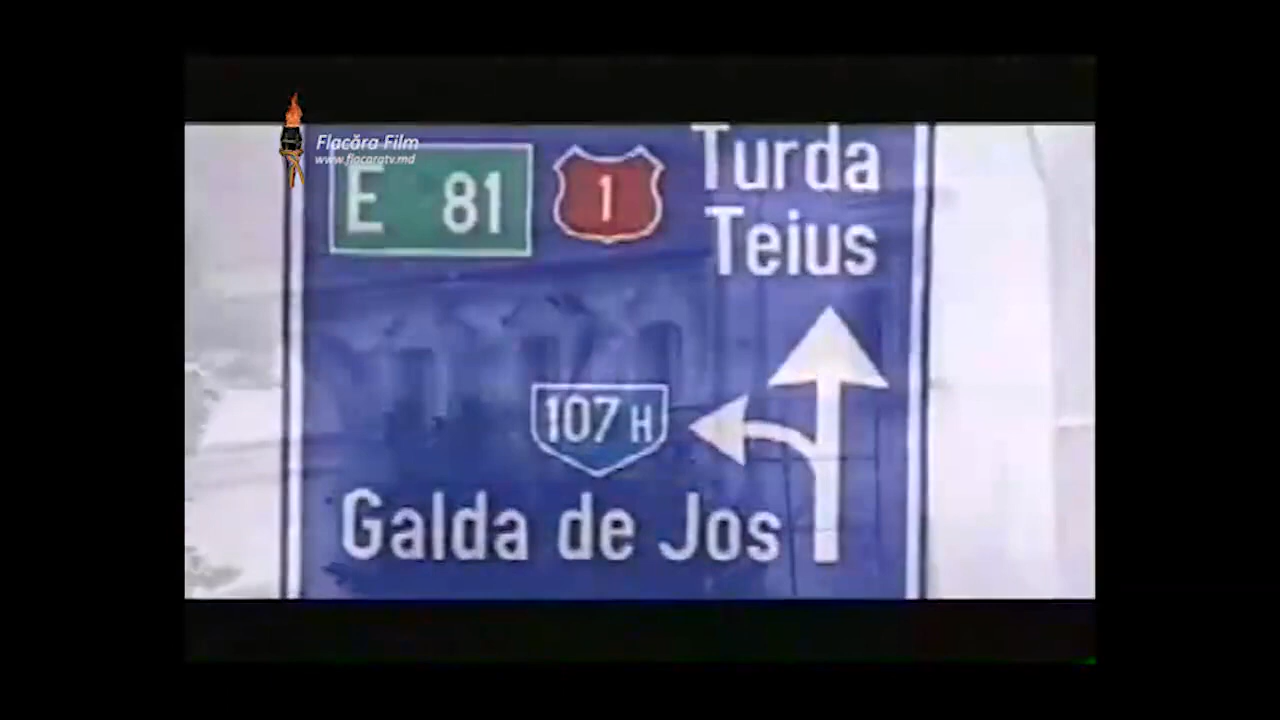 Flacăra Film
www.flacaratv.md
E 81
1
Turda
Teius
107 H
Galda de Jos